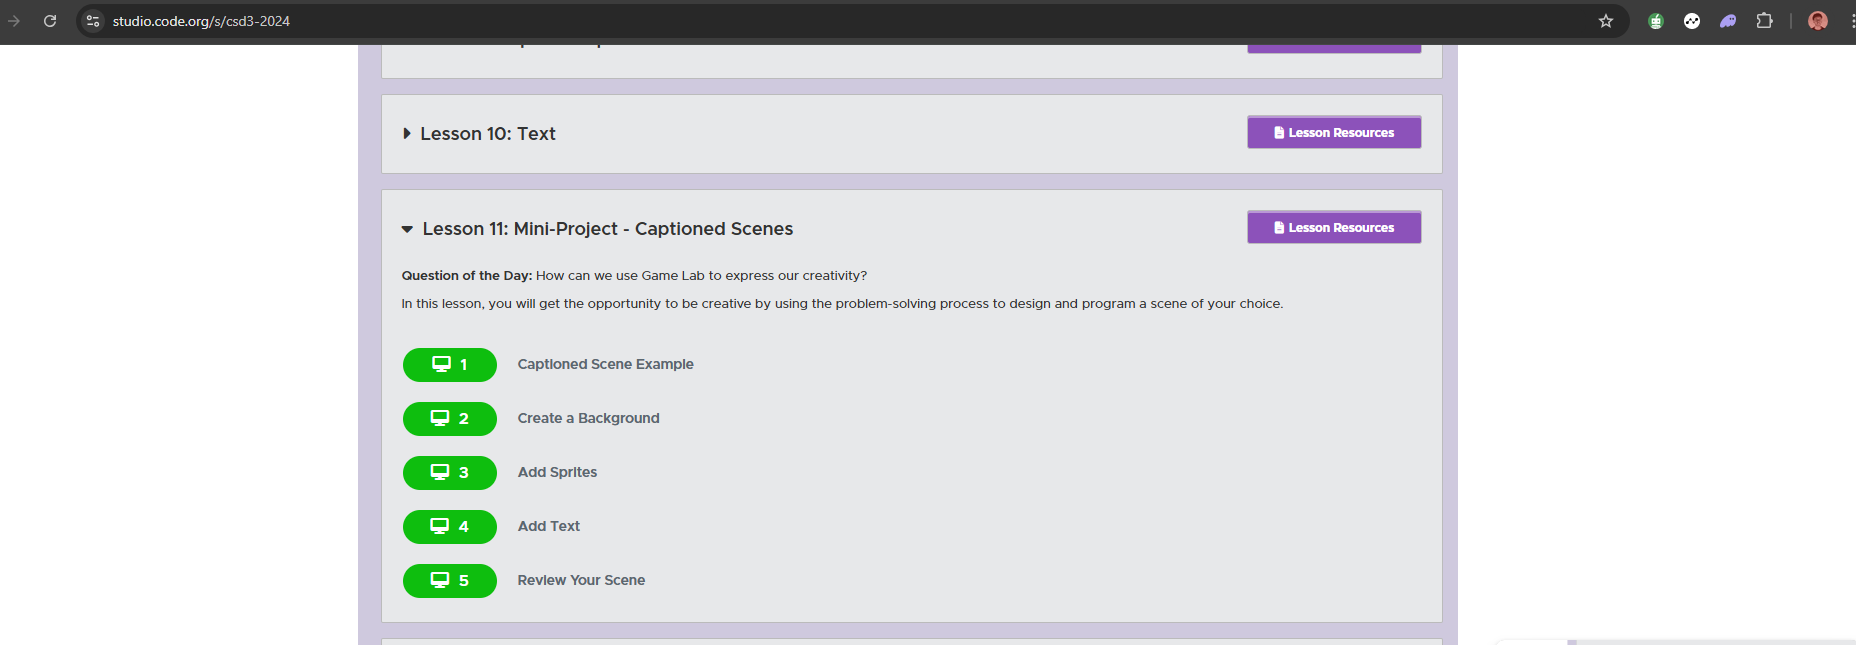 studio.code.org/s/csd3-2024
Lesson 10: Text
Lesson Resources
Lesson 11: Mini-Project - Captioned Scenes
Lesson Resources
Question of the Day: How can we use Game Lab to express our creativity?
In this lesson, you will get the opportunity to be creative by using the problem-solving process to design and program a scene of your choice.
1 Captioned Scene Example
2 Create a Background
3 Add Sprites
4 Add Text
5 Review Your Scene